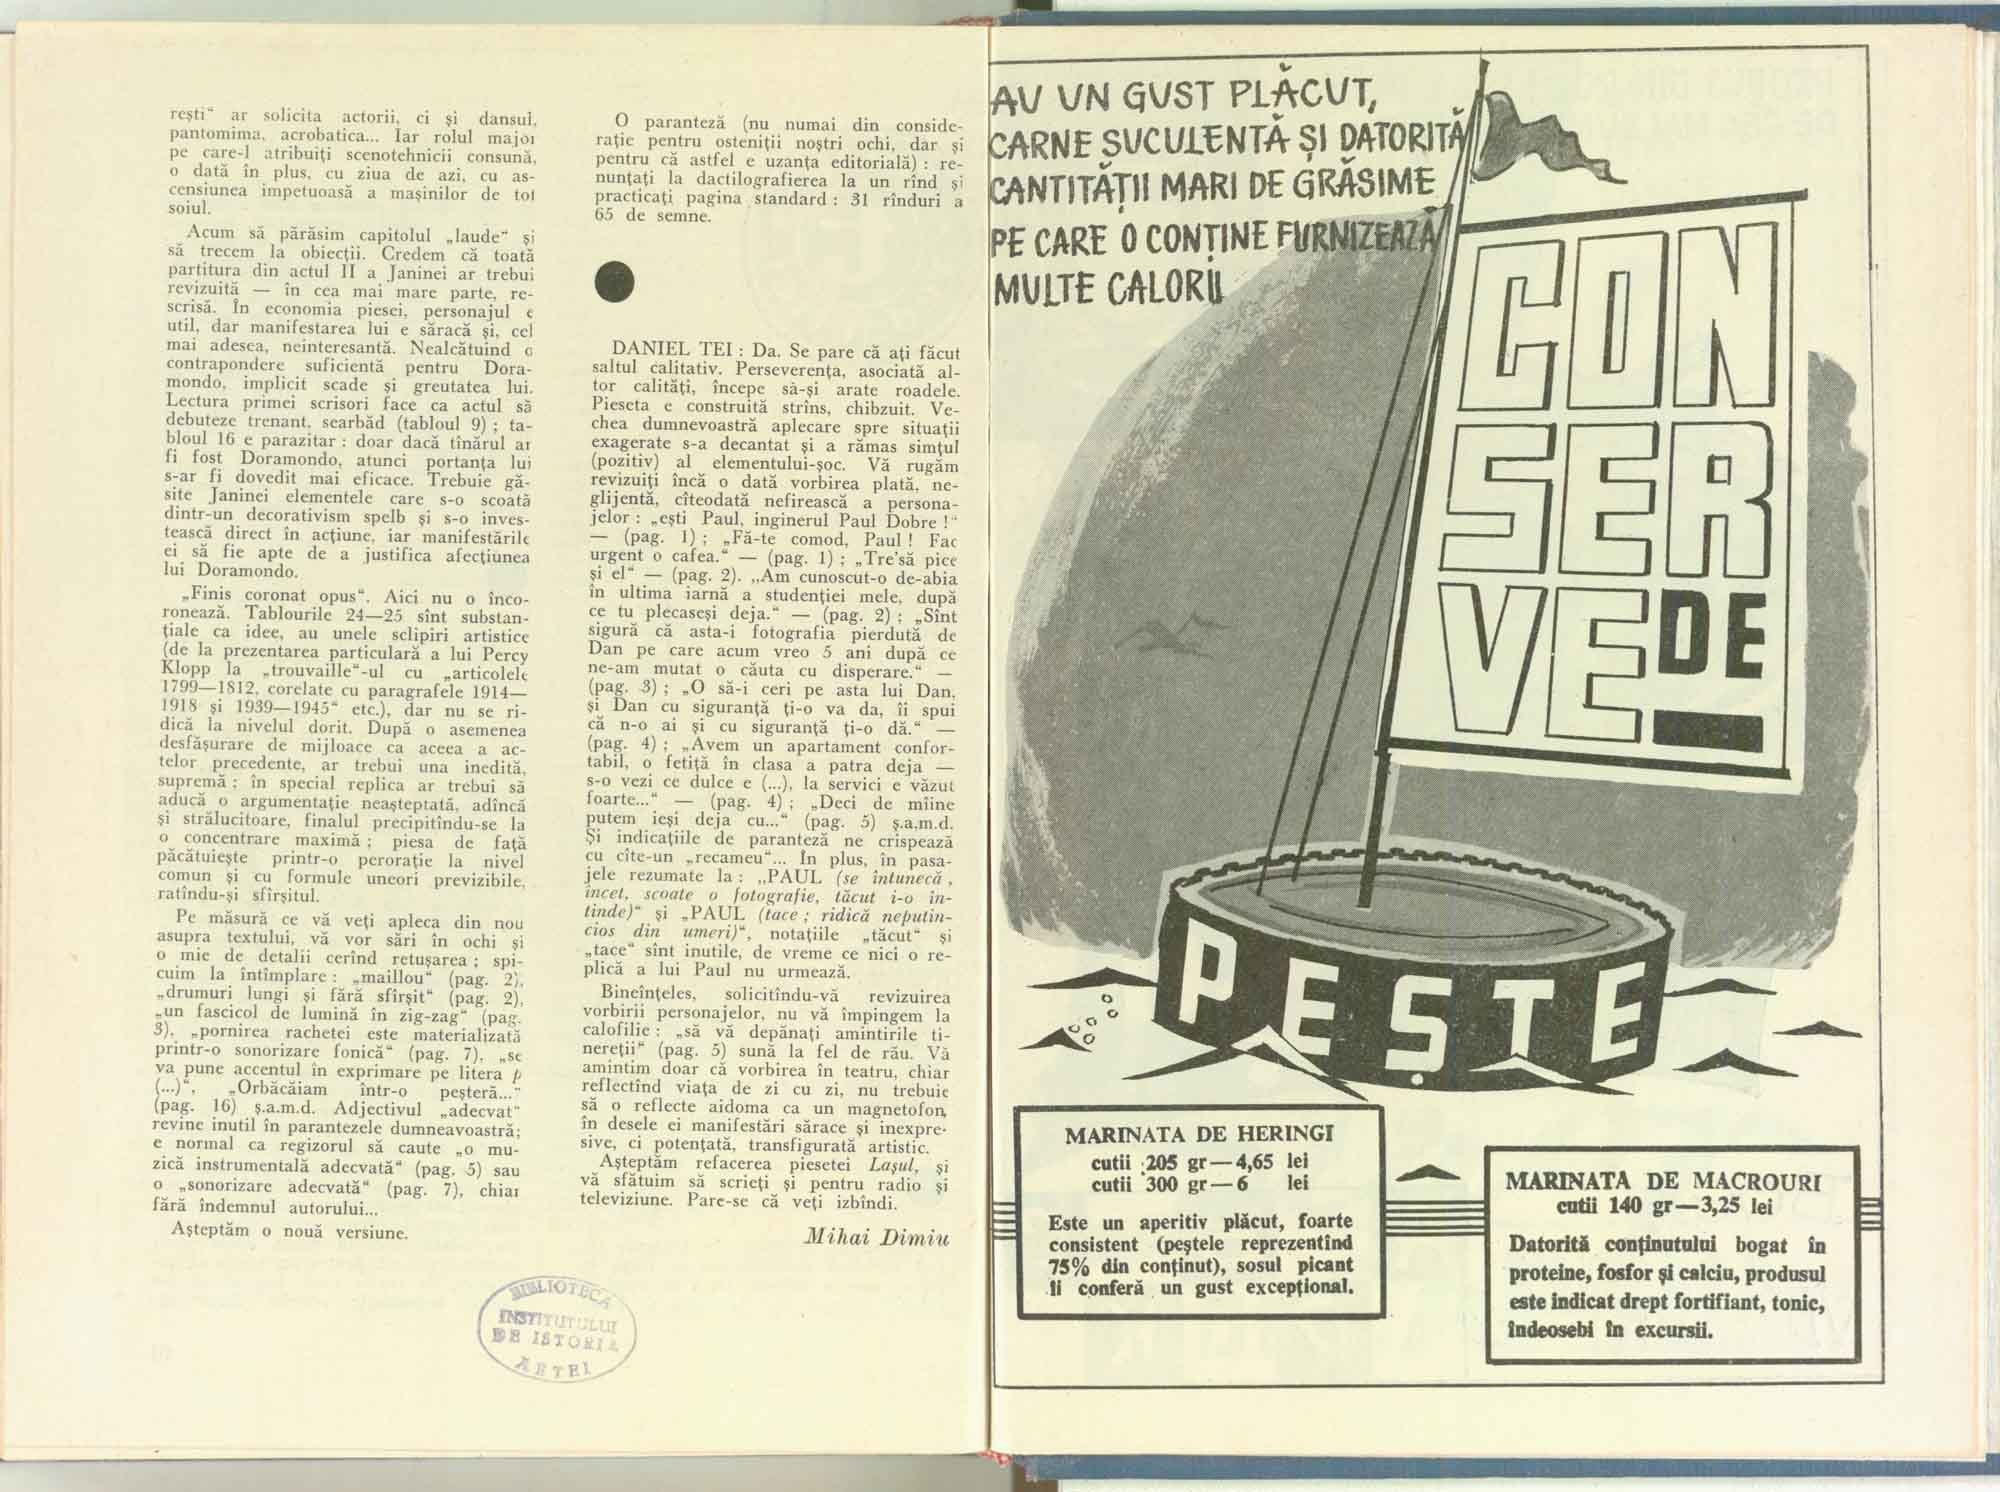 rești“ ar solicita actorii, ci și dansul,
pantomima, acrobatica... Iar rolul major
pe care-l atribuiți scenotehnicii consună,
o dată în plus, cu ziua de azi, cu as-
censiunea impetuoasă a mașinilor de tot
soiul.
Acum să părăsim capitolul „laude“ și
să trecem la obiecții. Credem că toată
partitura din actul II a Janinei ar trebui
revizuită — în cea mai mare parte, re-
scrisă. În economia piesei, personajul e
util, dar manifestarea lui e săracă și, cel
mai adesea, neinteresantă. Nealcătuind o
contrapondere suficientă pentru Dora-
mondo, implicit scade și greutatea lui.
Lectura primei scrisori face ca actul să
debuteze trenant, searbăd (tabloul 9) ; ta-
bloul 16 e parazitar : doar dacă tînărul ar
fi fost Doramondo, atunci portanța lui
s-ar fi dovedit mai eficace. Trebuie gă-
site Janinei elementele care s-o scoată
dintr-un decorativism spelb și s-o inves-
tească direct în acțiune, iar manifestările
ei să fie apte de a justifica afecțiunea
lui Doramondo.
„Finis coronat opus“. Aici nu o înco-
ronează. Tablourile 24—25 sînt substan-
țiale ca idee, au unele sclipiri artistice
(de la prezentarea particulară a lui Percy
Klopp la „trouvaille“-ul cu „articolele
1799—1812, corelate cu paragrafele 1914—
1918 și 1939—1945“ etc.), dar nu se ri-
dică la nivelul dorit. După o asemenea
desfășurare de mijloace ca aceea a ac-
telor precedente, ar trebui una inedită,
supremă ; în special replica ar trebui să
aducă o argumentație neașteptată, adîncă
și strălucitoare, finalul precipitîndu-se la
o concentrare maximă ; piesa de față
păcătuiește printr-o perorație la nivel
comun și cu formule uneori previzibile,
ratîndu-și sfîrșitul.
Pe măsură ce vă veți apleca din nou
asupra textului, vă vor sări în ochi și
o mie de detalii cerînd retușarea ; spi-
cuim la întîmplare : „maillou“ (pag. 2),
„drumuri lungi și fără sfîrșit“ (pag. 2),
„un fascicol de lumină în zig-zag“ (pag.
3), „pornirea rachetei este materializată
printr-o sonorizare fonică“ (pag. 7), „se
va pune accentul în exprimare pe litera p
(...)“, „Orbăcăiam într-o peșteră...“
(pag. 16) ș.a.m.d. Adjectivul „adecvat“
revine inutil în parantezele dumneavoastră;
e normal ca regizorul să caute „o mu-
zică instrumentală adecvată“ (pag. 5) sau
o „sonorizare adecvată“ (pag. 7), chiar
fără îndemnul autorului...
Așteptăm o nouă versiune.
O paranteză (nu numai din conside-
rație pentru osteniții noștri ochi, dar și
pentru că astfel e uzanța editorială) : re-
nunțați la dactilografierea la un rînd și
practicați pagina standard : 31 rînduri a
65 de semne.
DANIEL TEI : Da. Se pare că ați făcut
saltul calitativ. Perseverența, asociată al-
tor calități, începe să-și arate roadele.
Pieseta e construită strîns, chibzuit. Ve-
chea dumnevoastră aplecare spre situații
exagerate s-a decantat și a rămas simțul
(pozitiv) al elementului-șoc. Vă rugăm
revizuiți încă o dată vorbirea plată, ne-
glijentă, cîteodată nefirească a persona-
jelor : „ești Paul, inginerul Paul Dobre !“
— (pag. 1) ; „Fă-te comod, Paul ! Fac
urgent o cafea.“ — (pag. 1) ; „Tre'să pice
și el“ — (pag. 2). „Am cunoscut-o de-abia
în ultima iarnă a studenției mele, după
ce tu plecaseși deja.“ — (pag. 2) ; „Sînt
sigură că asta-i fotografia pierdută de
Dan pe care acum vreo 5 ani după ce
ne-am mutat o căuta cu disperare.“ —
(pag. 3) ; „O să-i ceri pe asta lui Dan,
și Dan cu siguranță ți-o va da, îi spui
că n-o ai și cu siguranță ți-o dă.“ —
(pag. 4) ; „Avem un apartament confor-
tabil, o fetiță în clasa a patra deja —
s-o vezi ce dulce e (...), la servici e văzut
foarte...“ — (pag. 4) ; „Deci de mîine
putem ieși deja cu...“ (pag. 5) ș.a.m.d.
Și indicațiile de paranteză ne crispează
cu cîte-un „recameu“... În plus, în pasa-
jele rezumate la : „PAUL (se întunecă,
încet, scoate o fotografie, tăcut i-o în-
tinde)“ și „PAUL (tace ; ridică neputin-
cios din umeri)“, notațiile „tăcut“ și
„tace“ sînt inutile, de vreme ce nici o re-
plică a lui Paul nu urmează.
Bineînțeles, solicitîndu-vă revizuirea
vorbirii personajelor, nu vă împingem la
calofilie : „să vă depănați amintirile ti-
nereții“ (pag. 5) sună la fel de rău. Vă
amintim doar că vorbirea în teatru, chiar
reflectînd viața de zi cu zi, nu trebuie
să o reflecte aidoma ca un magnetofon,
în desele ei manifestări sărace și inexpre-
sive, ci potențată, transfigurată artistic.
Așteptăm refacerea piesetei Lașul, și
vă sfătuim să scrieți și pentru radio și
televiziune. Pare-se că veți izbîndi.
Mihai Dimiu
BIBLIOTECA
INSTITUTULUI
DE ISTORIA
ARTEI
AU UN GUST PLĂCUT,
CARNE SUCULENTĂ ȘI DATORITĂ
CANTITĂȚII MARI DE GRĂSIME
PE CARE O CONȚINE FURNIZEAZĂ
MULTE CALORII
CON
SER
VE DE
PEȘTE
MARINATA DE HERINGI
cutii 205 gr — 4,65 lei
cutii 300 gr — 6 lei
Este un aperitiv plăcut, foarte
consistent (peștele reprezentînd
75% din conținut), sosul picant
îi conferă un gust excepțional.
MARINATA DE MACROURI
cutii 140 gr — 3,25 lei
Datorită conținutului bogat în
proteine, fosfor și calciu, produsul
este indicat drept fortifiant, tonic,
îndeosebi în excursii.